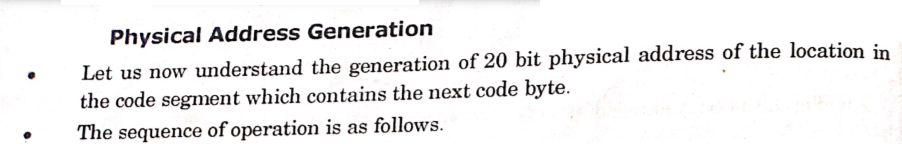 Physical Address Generation
• Let us now understand the generation of 20 bit physical address of the location in
the code segment which contains the next code byte.
• The sequence of operation is as follows.